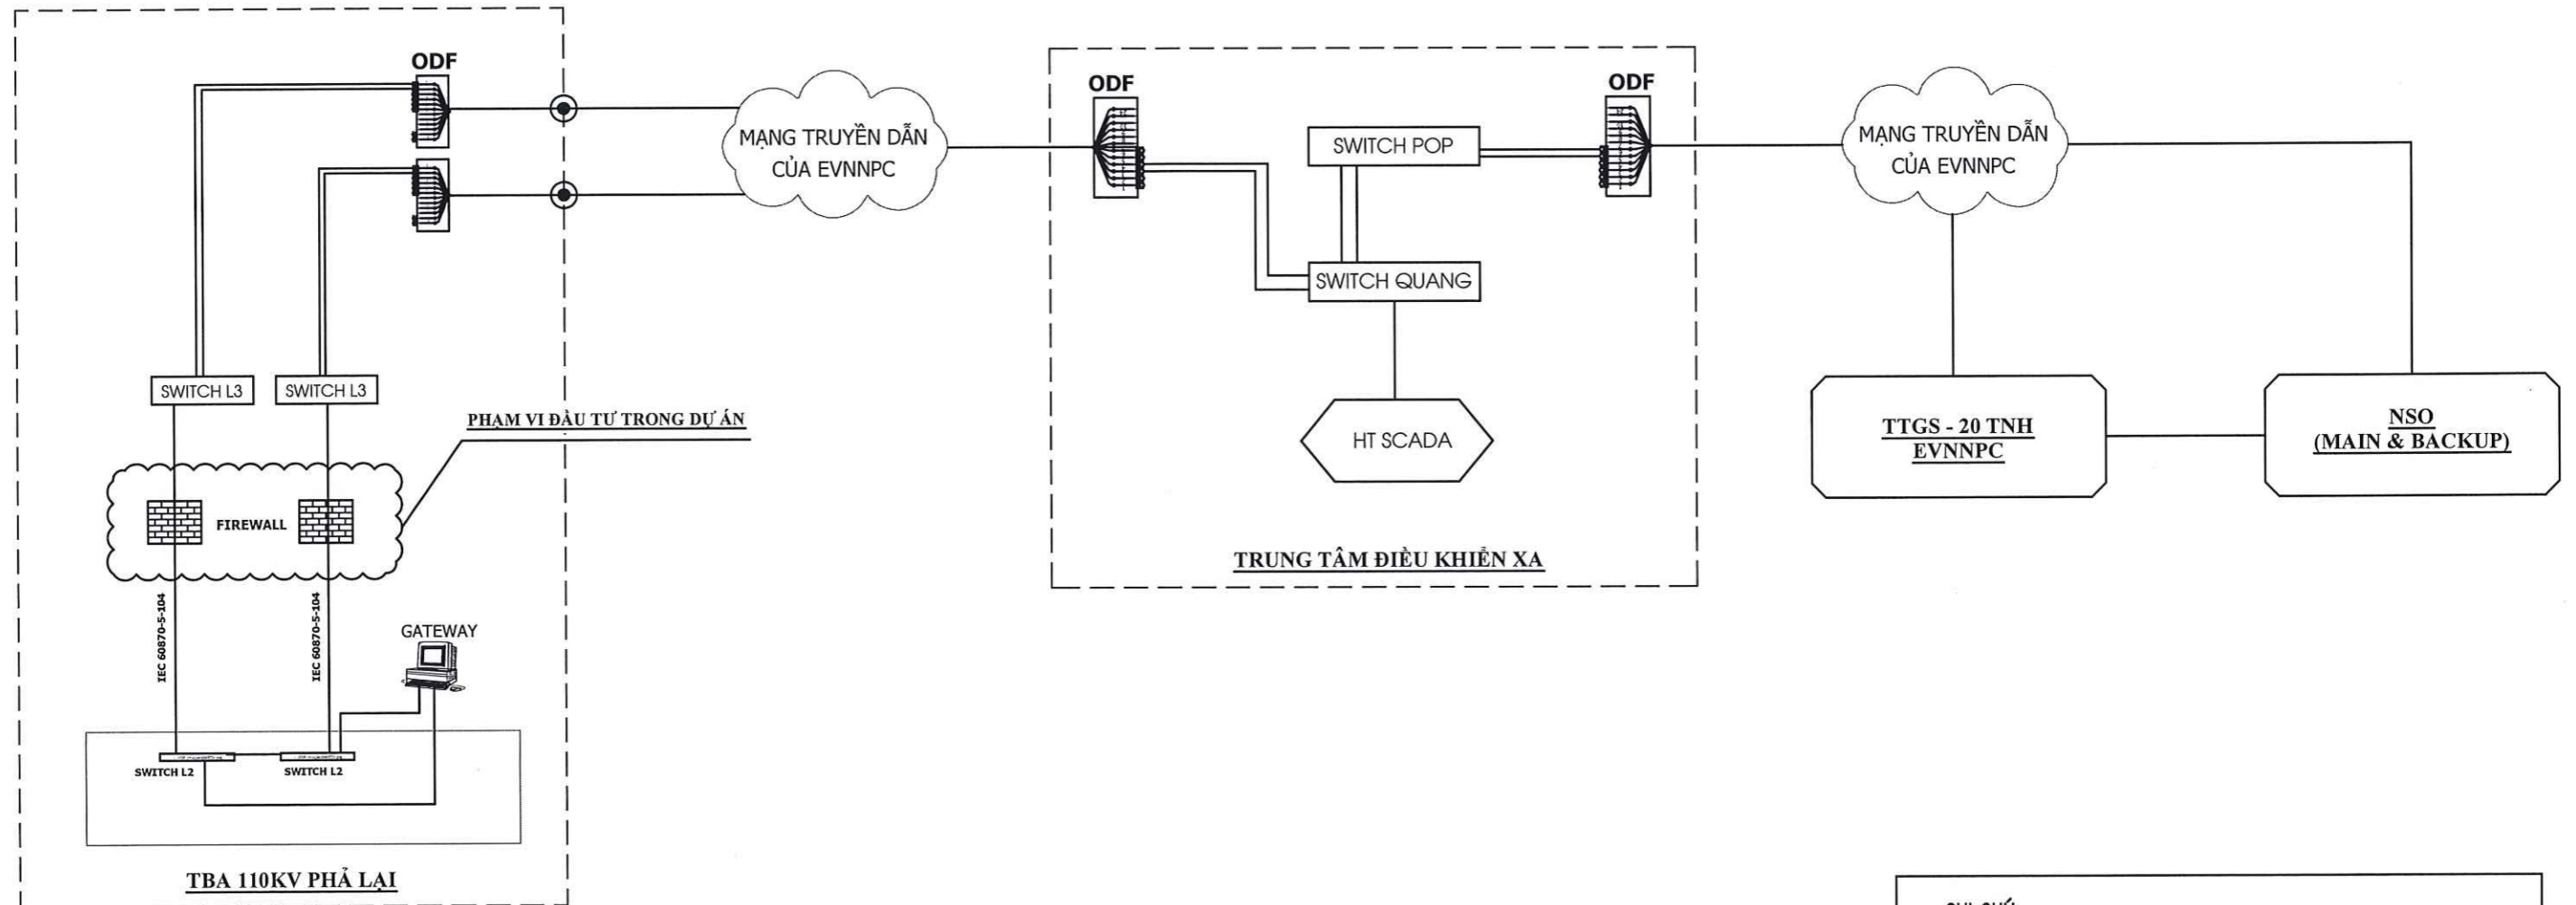 ODF
MẠNG TRUYỀN DẪN
CỦA EVNNPC
ODF
ODF
SWITCH POP
SWITCH QUANG
HT SCADA
TRUNG TÂM ĐIỀU KHIỂN XA
MẠNG TRUYỀN DẪN
CỦA EVNNPC
TTGS - 20 TNH
EVNNPC
NSO
(MAIN & BACKUP)
SWITCH L3
SWITCH L3
PHẠM VI ĐẦU TƯ TRONG DỰ ÁN
FIREWALL
IEC 60870-5-104
IEC 60870-5-104
GATEWAY
SWITCH L2
SWITCH L2
TBA 110KV PHẢ LẠI